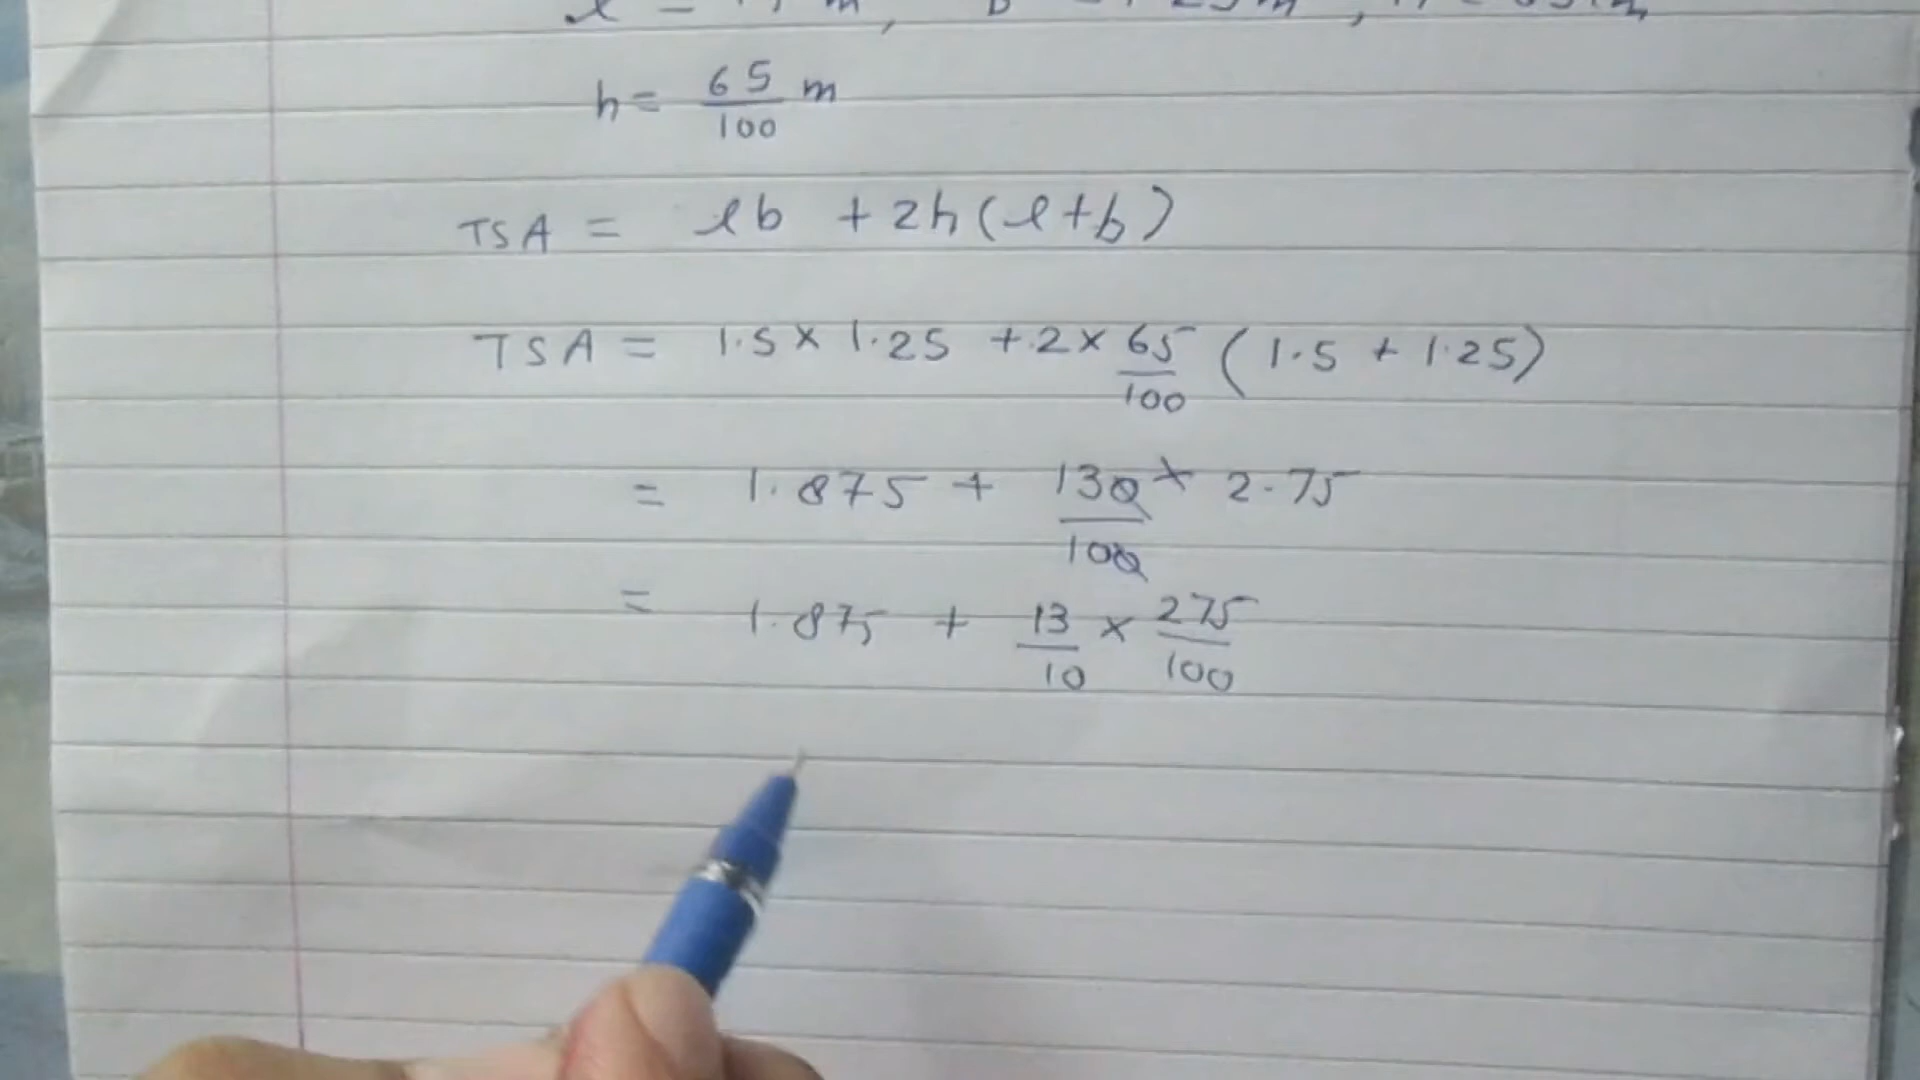 h = 65/100 m
TSA = lb + 2h(l+b)
TSA = 1.5 × 1.25 + 2 × 65/100 (1.5 + 1.25)
= 1.875 + 130/100 × 2.75
= 1.875 + 13/10 × 275/100